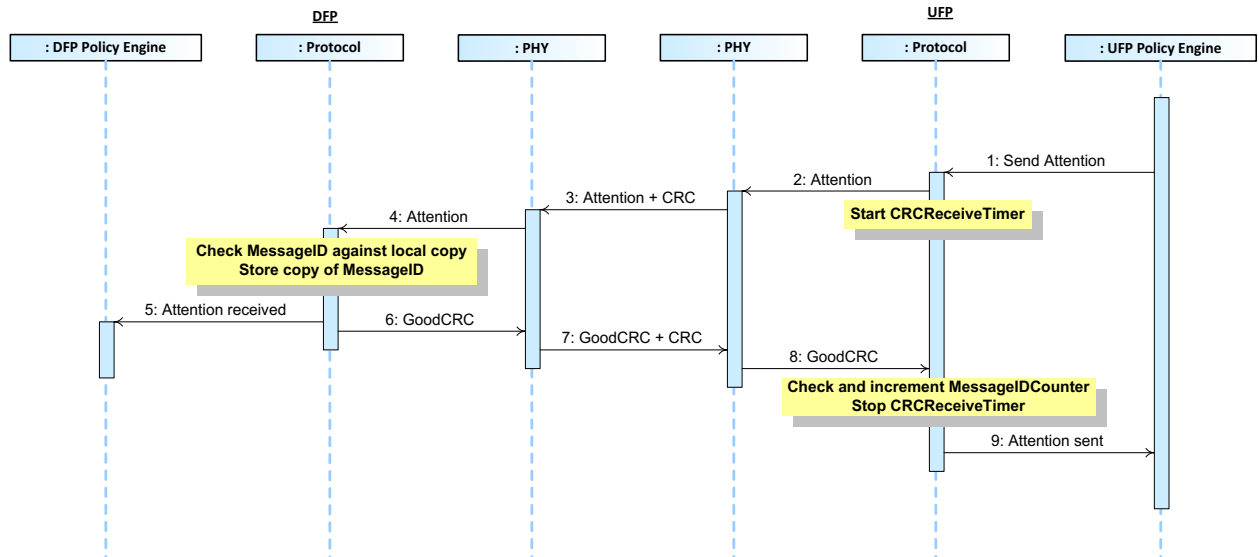 DFP
UFP
: DFP Policy Engine
: Protocol
: PHY
: PHY
: Protocol
: UFP Policy Engine
1: Send Attention
2: Attention
3: Attention + CRC
Start CRCReceiveTimer
4: Attention
Check MessageID against local copy
Store copy of MessageID
5: Attention received
6: GoodCRC
7: GoodCRC + CRC
8: GoodCRC
Check and increment MessageIDCounter
Stop CRCReceiveTimer
9: Attention sent